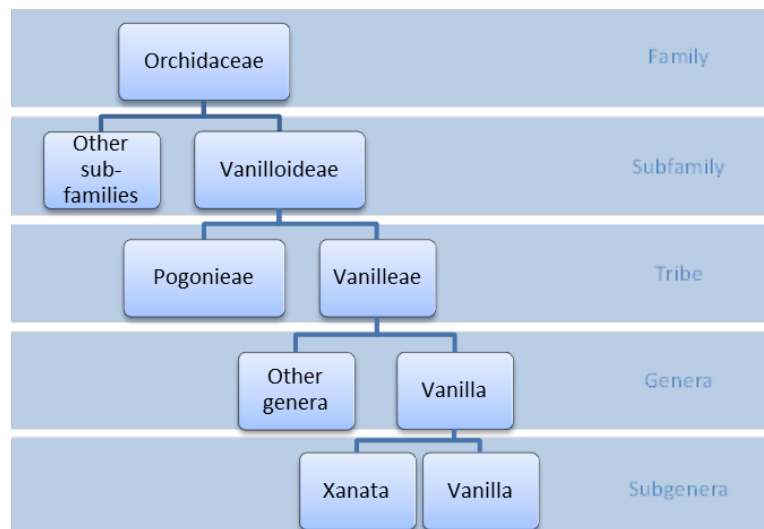 Orchidaceae
Family
Other
sub-
families
Vanilloideae
Subfamily
Pogonieae
Vanilleae
Tribe
Other
genera
Vanilla
Genera
Xanata
Vanilla
Subgenera